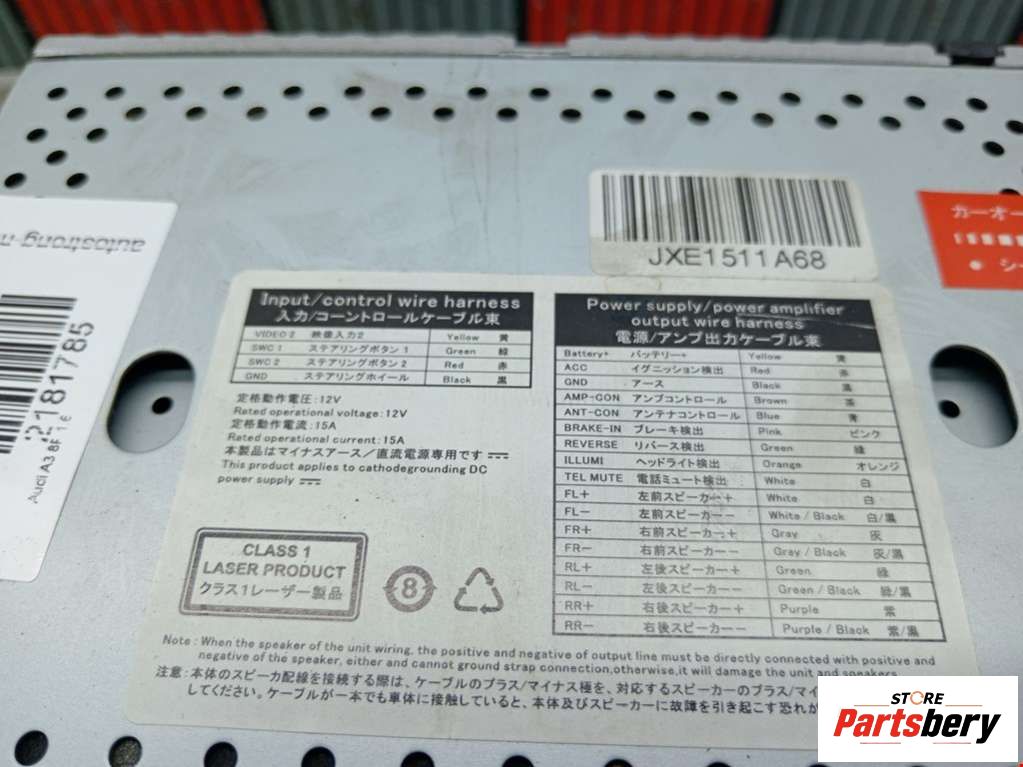 autostrong-m
2181785
Audi A3 8P 1.6
JXE1511A68
カーオー
シー
Input/control wire harness
入力/コーントロールケーブル束
VIDEO 2 映像入力2 Yellow 黄
SWC 1 ステアリングボタン 1 Green 緑
SWC 2 ステアリングボタン 2 Red 赤
GND ステアリングホイール Black 黒
定格動作電圧:12V
Rated operational voltage:12V
定格動作電流:15A
Rated operational current:15A
本製品はマイナスアース/直流電源専用です
This product applies to cathodegrounding DC
power supply
CLASS 1
LASER PRODUCT
クラス1レーザー製品
8
Power supply/power amplifier
output wire harness
電源/アンプ出力ケーブル束
Battery+ バッテリー+ Yellow 黄
ACC イグニッション検出 Red 赤
GND アース Black 黒
AMP-CON アンプコントロール Brown 茶
ANT-CON アンテナコントロール Blue 青
BRAKE-IN ブレーキ検出 Pink ピンク
REVERSE リバース検出 Green 緑
ILLUMI ヘッドライト検出 Orange オレンジ
TEL MUTE 電話ミュート検出 White 白
FL+ 左前スピーカー+ White 白
FL- 左前スピーカー- White / Black 白/黒
FR+ 右前スピーカー+ Gray 灰
FR- 右前スピーカー- Gray / Black 灰/黒
RL+ 左後スピーカー+ Green 緑
RL- 左後スピーカー- Green / Black 緑/黒
RR+ 右後スピーカー+ Purple 紫
RR- 右後スピーカー- Purple / Black 紫/黒
Note : When the speaker of the unit wiring, the positive and negative of output line must be directly connected with positive and
negative of the speaker, either and cannot ground strap connection,otherwise,it will damage the unit and speakers
注意:本体のスピーカ配線を接続する際は、ケーブルのプラス/マイナス極を、対応するスピーカーのプラス/マイ
してください。ケーブルが一本でも車体に接触していると、本体及びスピーカーに故障を引き起こす恐れが
STORE
Partsbery